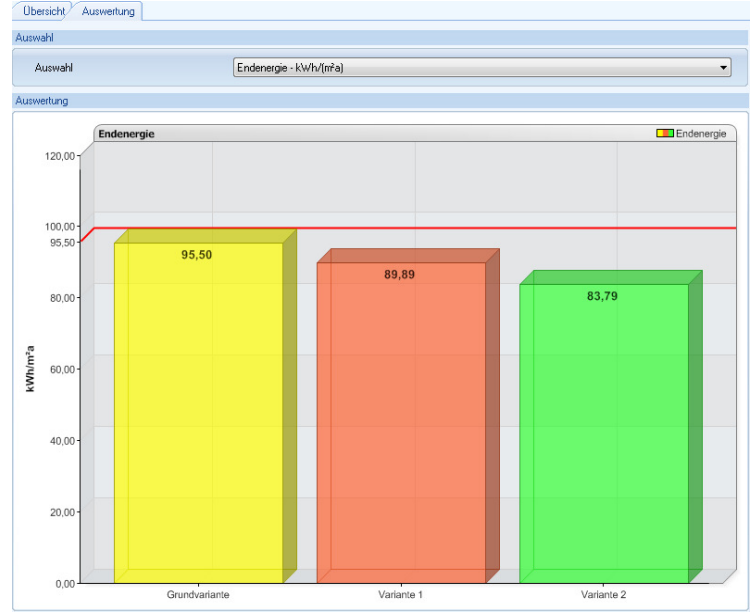 Übersicht Auswertung
Auswahl
Auswahl Endenergie - kWh/(m²a)
Auswertung
Endenergie Endenergie
120,00
100,00
95,50
80,00
60,00
40,00
20,00
0,00
kWh/m²a
95,50
89,89
83,79
Grundvariante Variante 1 Variante 2